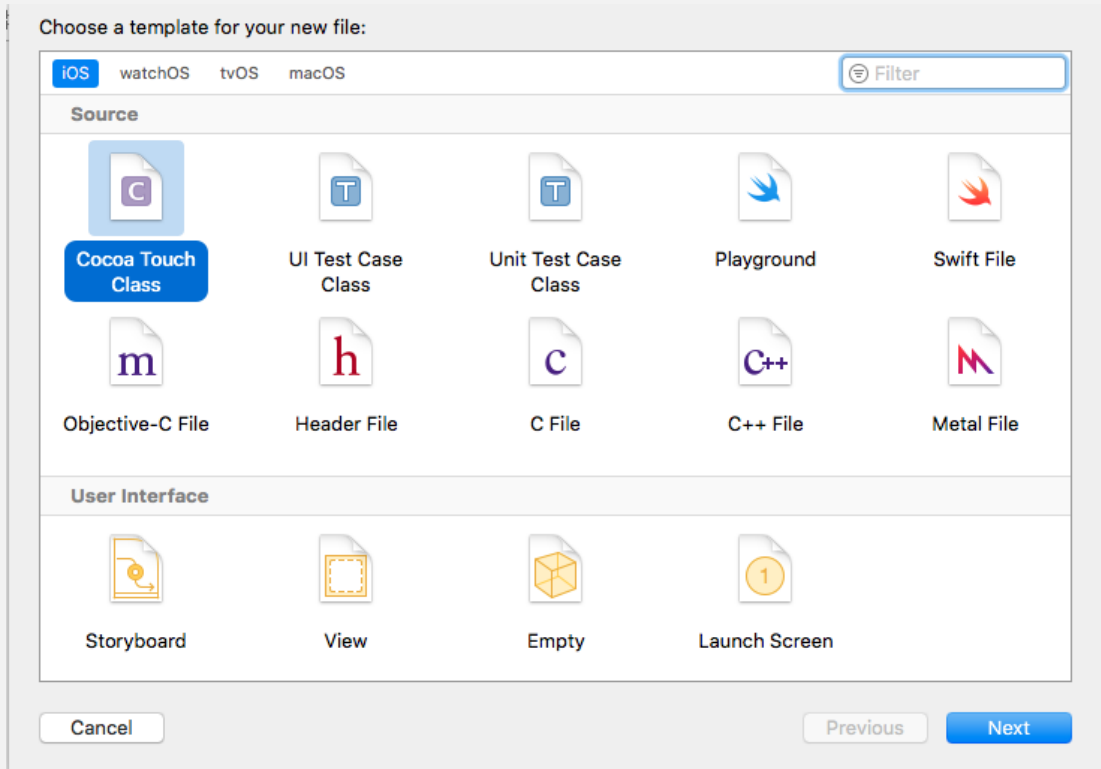 Choose a template for your new file:
iOS watchOS tvOS macOS Filter
Source
C T T
Cocoa Touch Class
UI Test Case Class
Unit Test Case Class
Playground
Swift File
m h c C++
Objective-C File Header File C File C++ File Metal File
User Interface
1
Storyboard View Empty Launch Screen
Cancel Previous Next